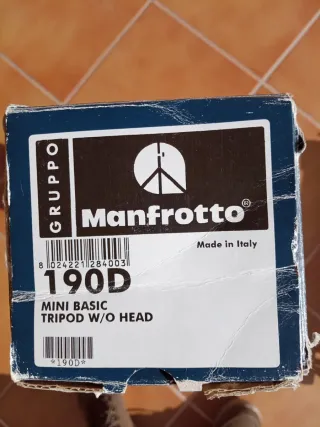 GRUPPO
Manfrotto®
Made in Italy
8 024221 284003
190D
MINI BASIC
TRIPOD W/O HEAD
*190D*